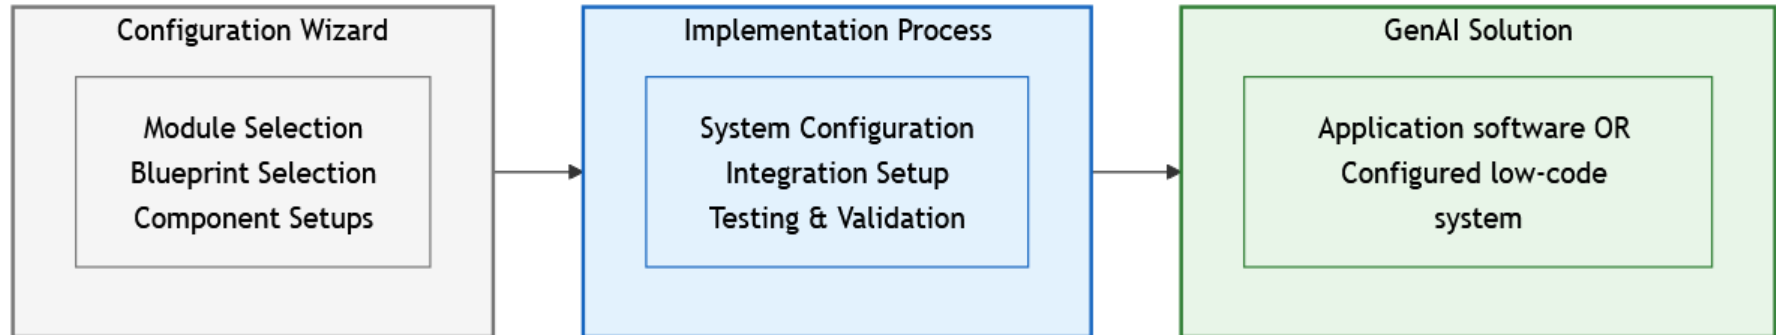 Configuration Wizard
Module Selection
Blueprint Selection
Component Setups
Implementation Process
System Configuration
Integration Setup
Testing & Validation
GenAI Solution
Application software OR
Configured low-code
system